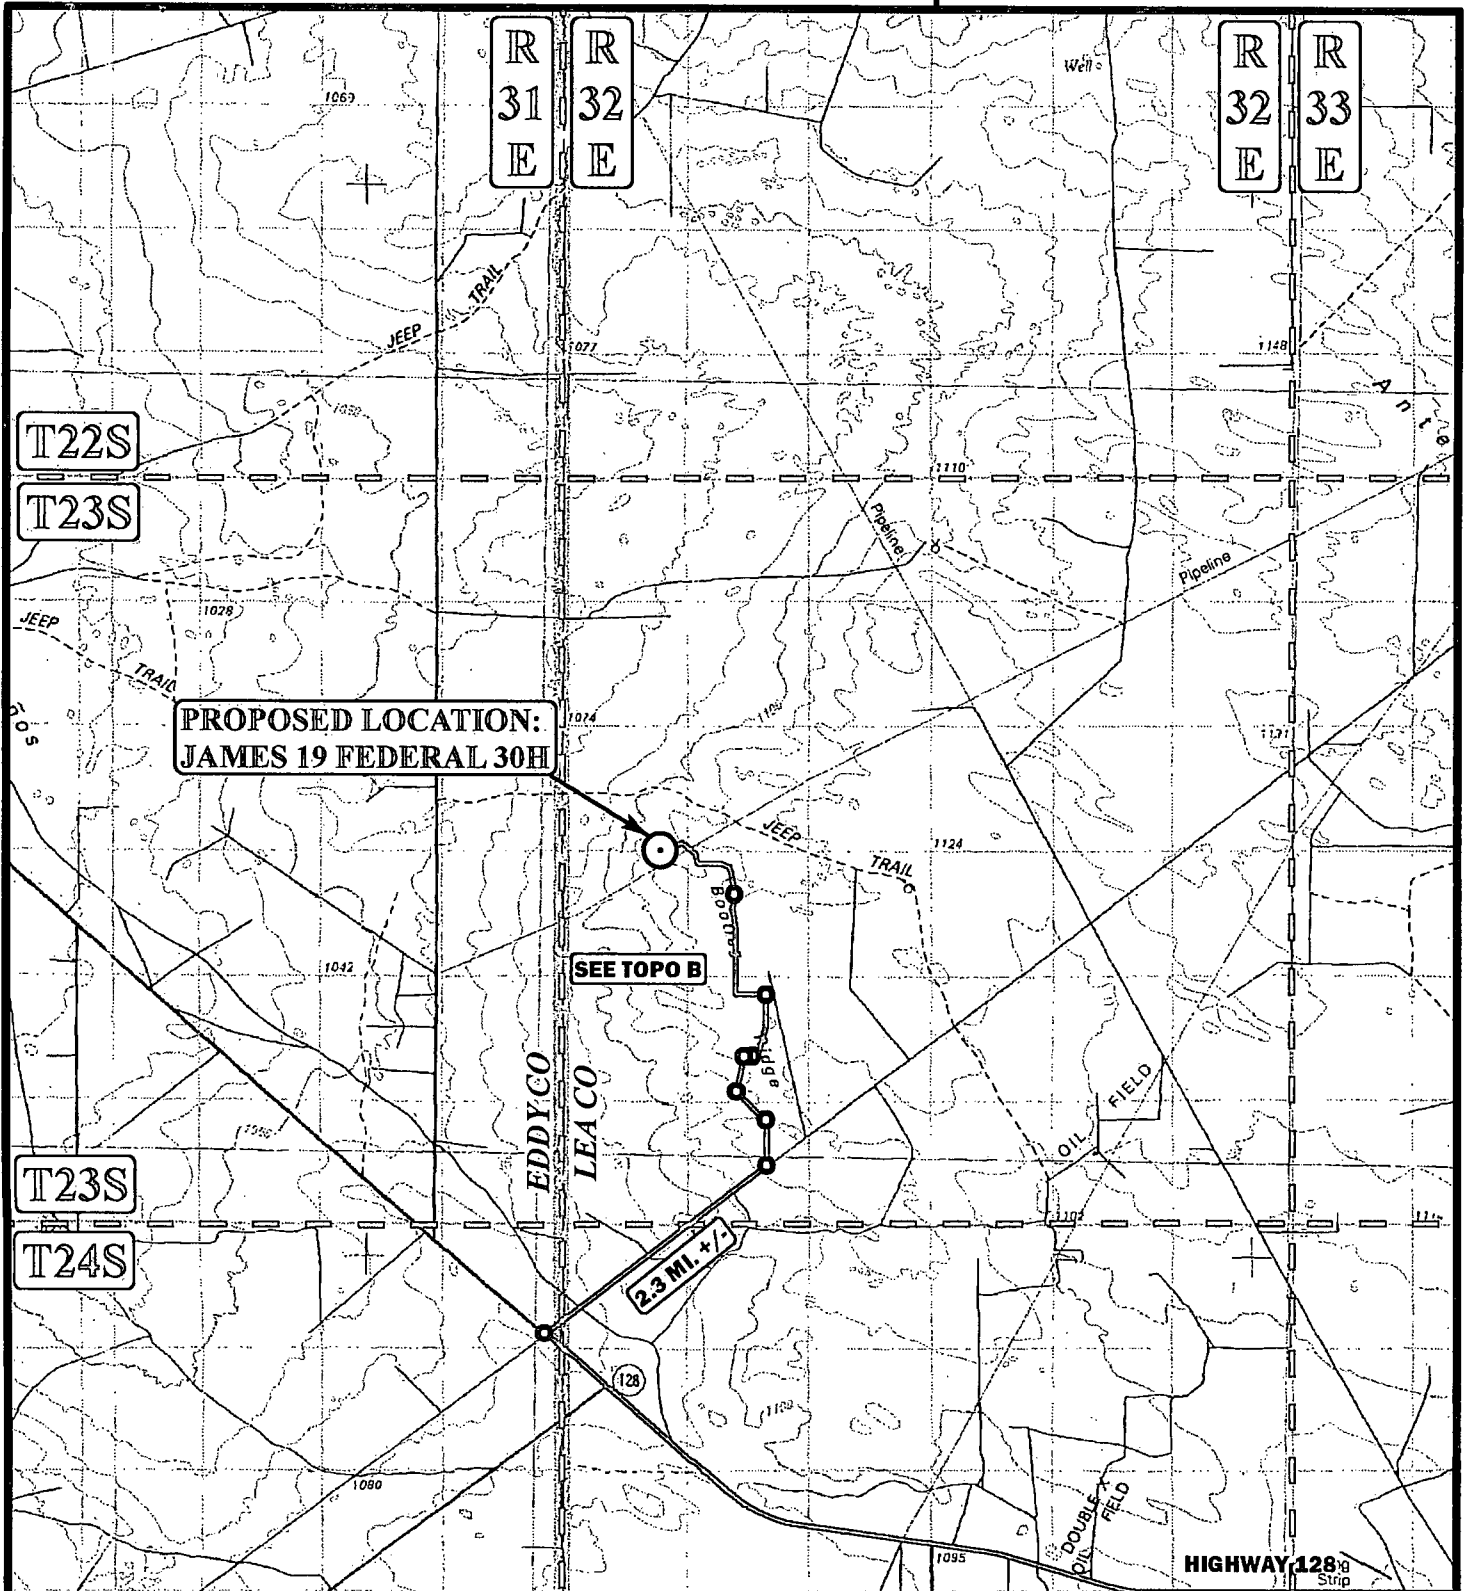 R
31
E
R
32
E
R
32
E
R
33
E
Well
1069
TRAIL
JEEP
1077
1148
T22S
T23S
1110
Pipeline
Pipeline
JEEP
TRAIL
1028
PROPOSED LOCATION:
JAMES 19 FEDERAL 30H
1074
JEEP
TRAIL
1124
SEE TOPO B
1042
EDDY CO
LEA CO
OIL
FIELD
T23S
T24S
1102
2.3 MI. +/-
128
1100
1080
DOUBLE X
OIL FIELD
1095
HIGHWAY 128
Strip